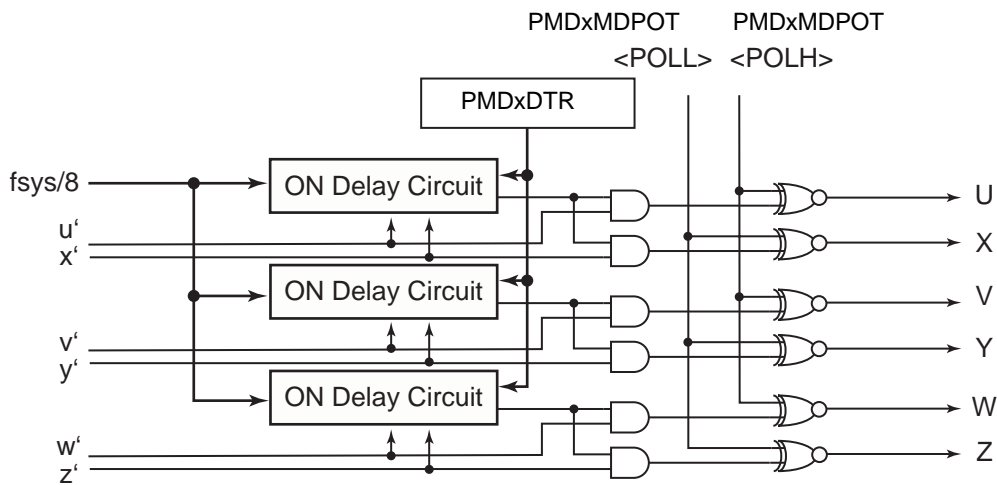 PMDxMDPOT PMDxMDPOT
<POLL> <POLH>
PMDxDTR
fsys/8
ON Delay Circuit
U
u‘
x‘
X
ON Delay Circuit
V
v‘
y‘
Y
ON Delay Circuit
W
w‘
z‘
Z